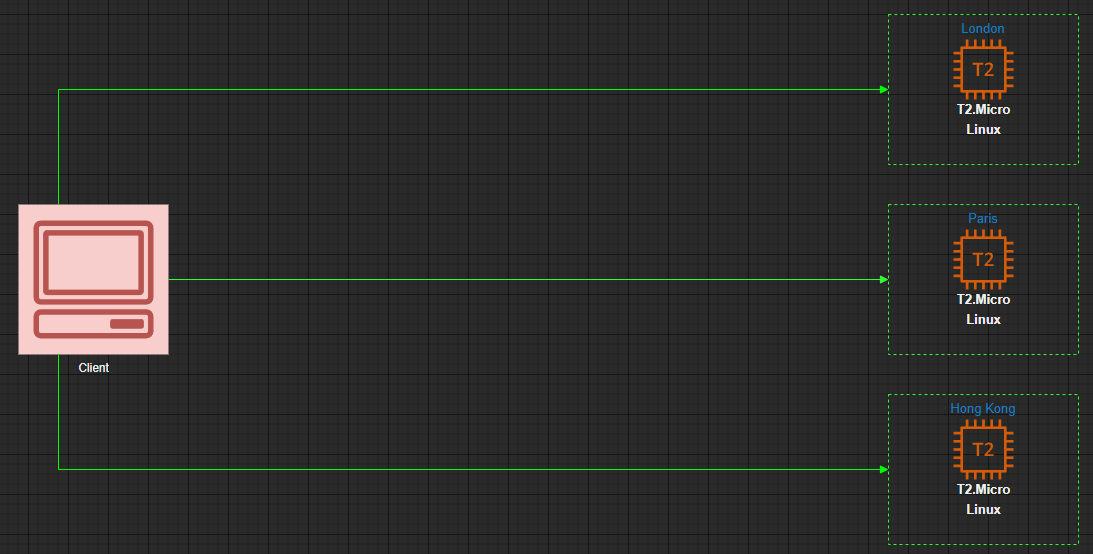 London
T2
T2.Micro
Linux
Paris
T2
T2.Micro
Linux
Client
Hong Kong
T2
T2.Micro
Linux